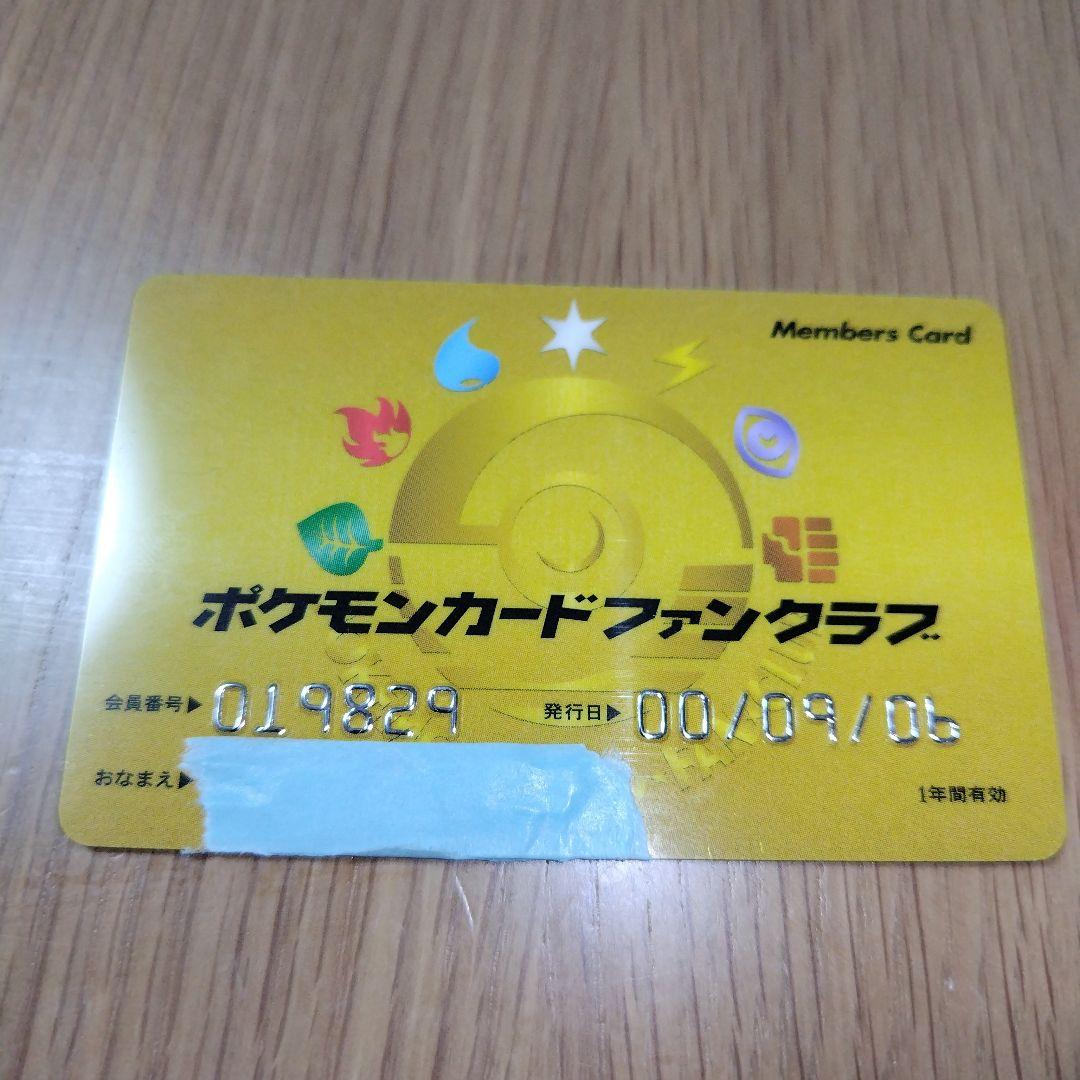 Members Card
ポケモンカードファンクラブ
会員番号▶ 019829 発行日▶ 00/09/06
おなまえ▶
1年間有効